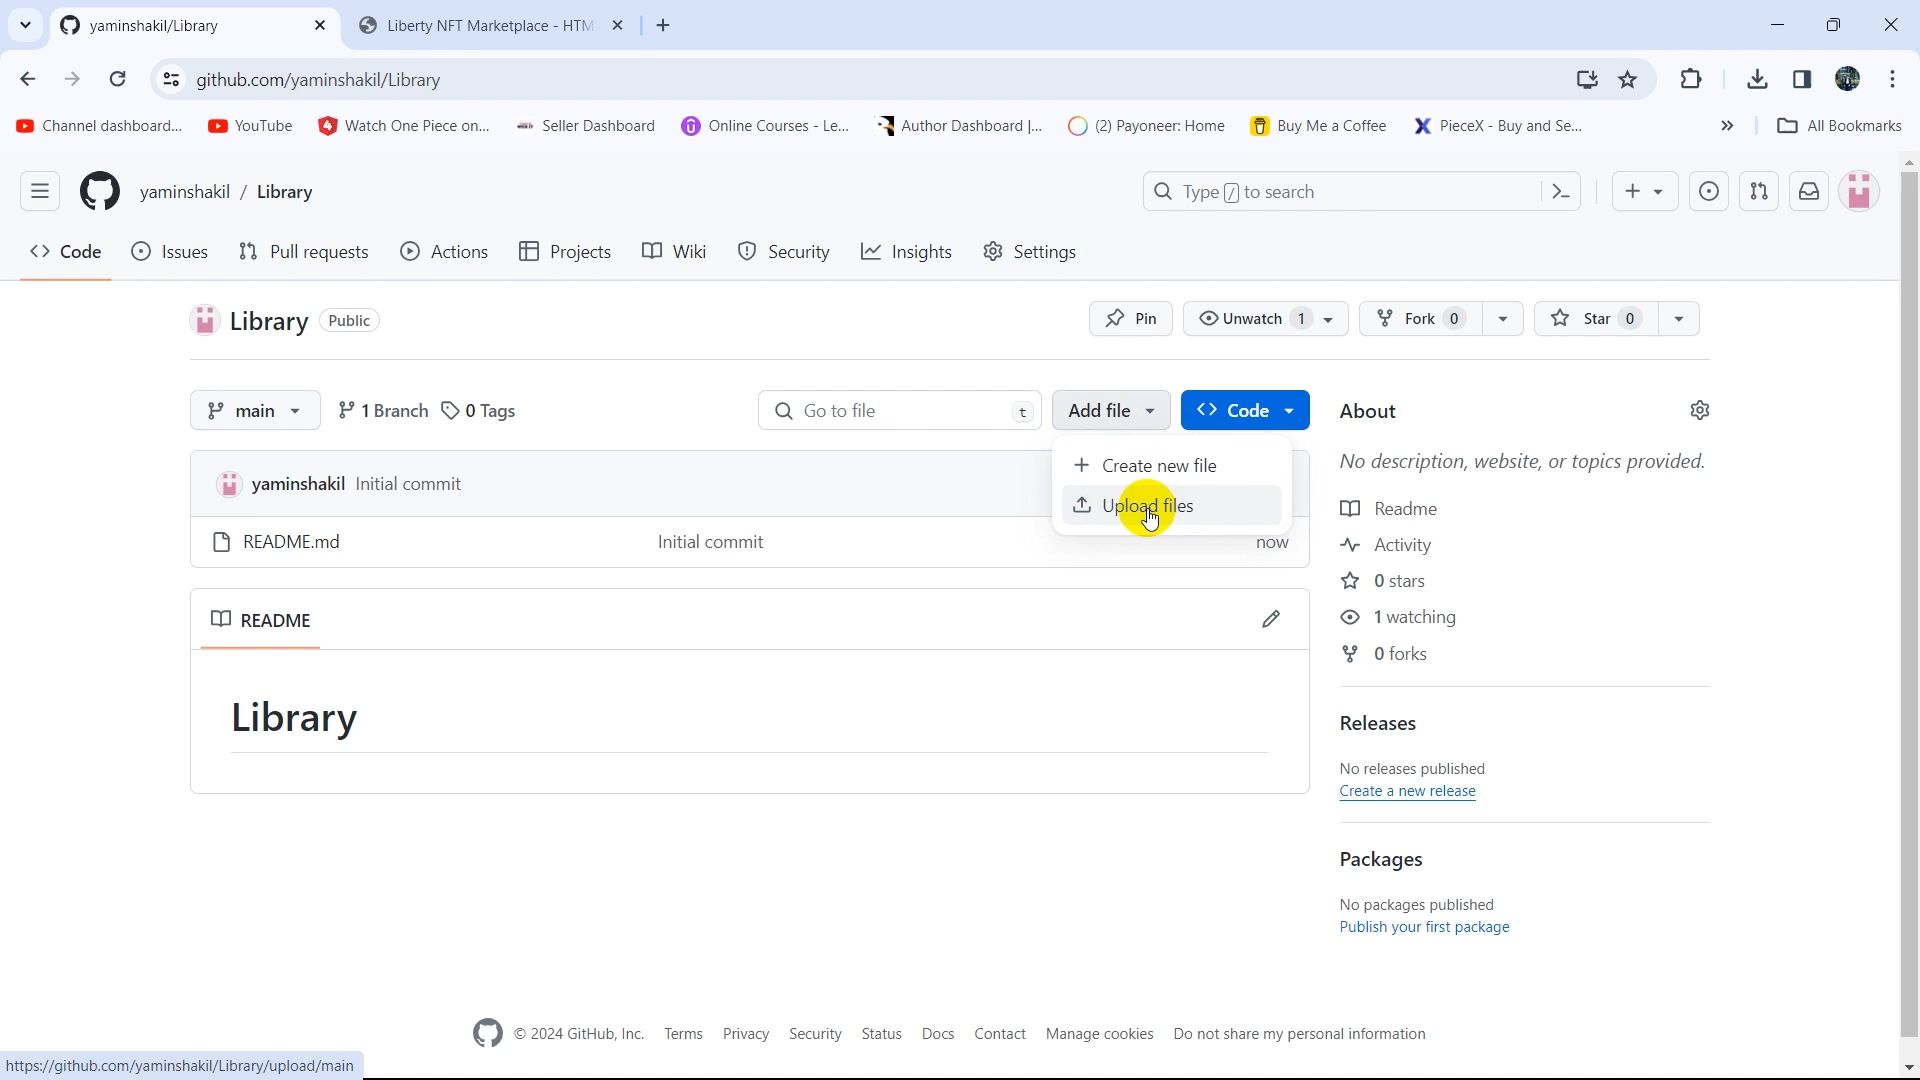 yaminshakil/Library
Liberty NFT Marketplace - HTM
github.com/yaminshakil/Library
Channel dashboard... YouTube Watch One Piece on... Seller Dashboard Online Courses - Le... Author Dashboard |... (2) Payoneer: Home Buy Me a Coffee PieceX - Buy and Se... » All Bookmarks
yaminshakil / Library Type / to search
Code Issues Pull requests Actions Projects Wiki Security Insights Settings
Library Public Pin Unwatch 1 Fork 0 Star 0
main 1 Branch 0 Tags Go to file t Add file Code About
Create new file
No description, website, or topics provided.
yaminshakil Initial commit
Upload files
Readme
README.md Initial commit now
Activity
0 stars
README
1 watching
0 forks
Library
Releases
No releases published
Create a new release
Packages
No packages published
Publish your first package
© 2024 GitHub, Inc. Terms Privacy Security Status Docs Contact Manage cookies Do not share my personal information
https://github.com/yaminshakil/Library/upload/main